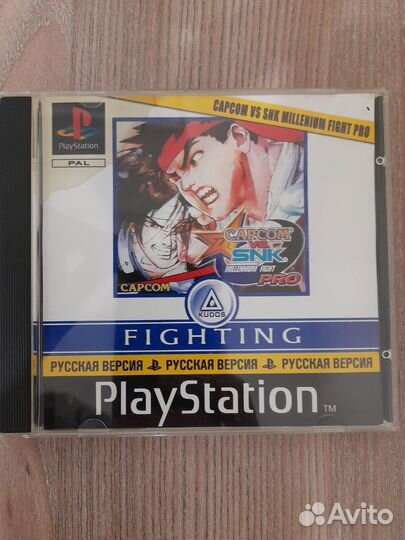 PlayStation
PAL
CAPCOM VS SNK MILLENIUM FIGHT PRO
CAPCOM
VS.
SNK
MILLENNIUM FIGHT
PRO
CAPCOM
KUDOS
FIGHTING
РУССКАЯ ВЕРСИЯ РУССКАЯ ВЕРСИЯ РУССКАЯ ВЕРСИЯ
PlayStation TM
Avito